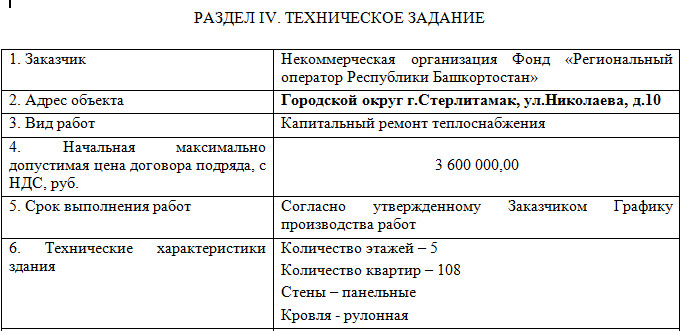 РАЗДЕЛ IV. ТЕХНИЧЕСКОЕ ЗАДАНИЕ
1. Заказчик
Некоммерческая организация Фонд «Региональный
оператор Республики Башкортостан»
2. Адрес объекта
Городской округ г.Стерлитамак, ул.Николаева, д.10
3. Вид работ
Капитальный ремонт теплоснабжения
4. Начальная максимально
допустимая цена договора подряда, с
НДС, руб.
3 600 000,00
5. Срок выполнения работ
Согласно утвержденному Заказчиком Графику
производства работ
6. Технические характеристики
здания
Количество этажей – 5
Количество квартир – 108
Стены – панельные
Кровля - рулонная